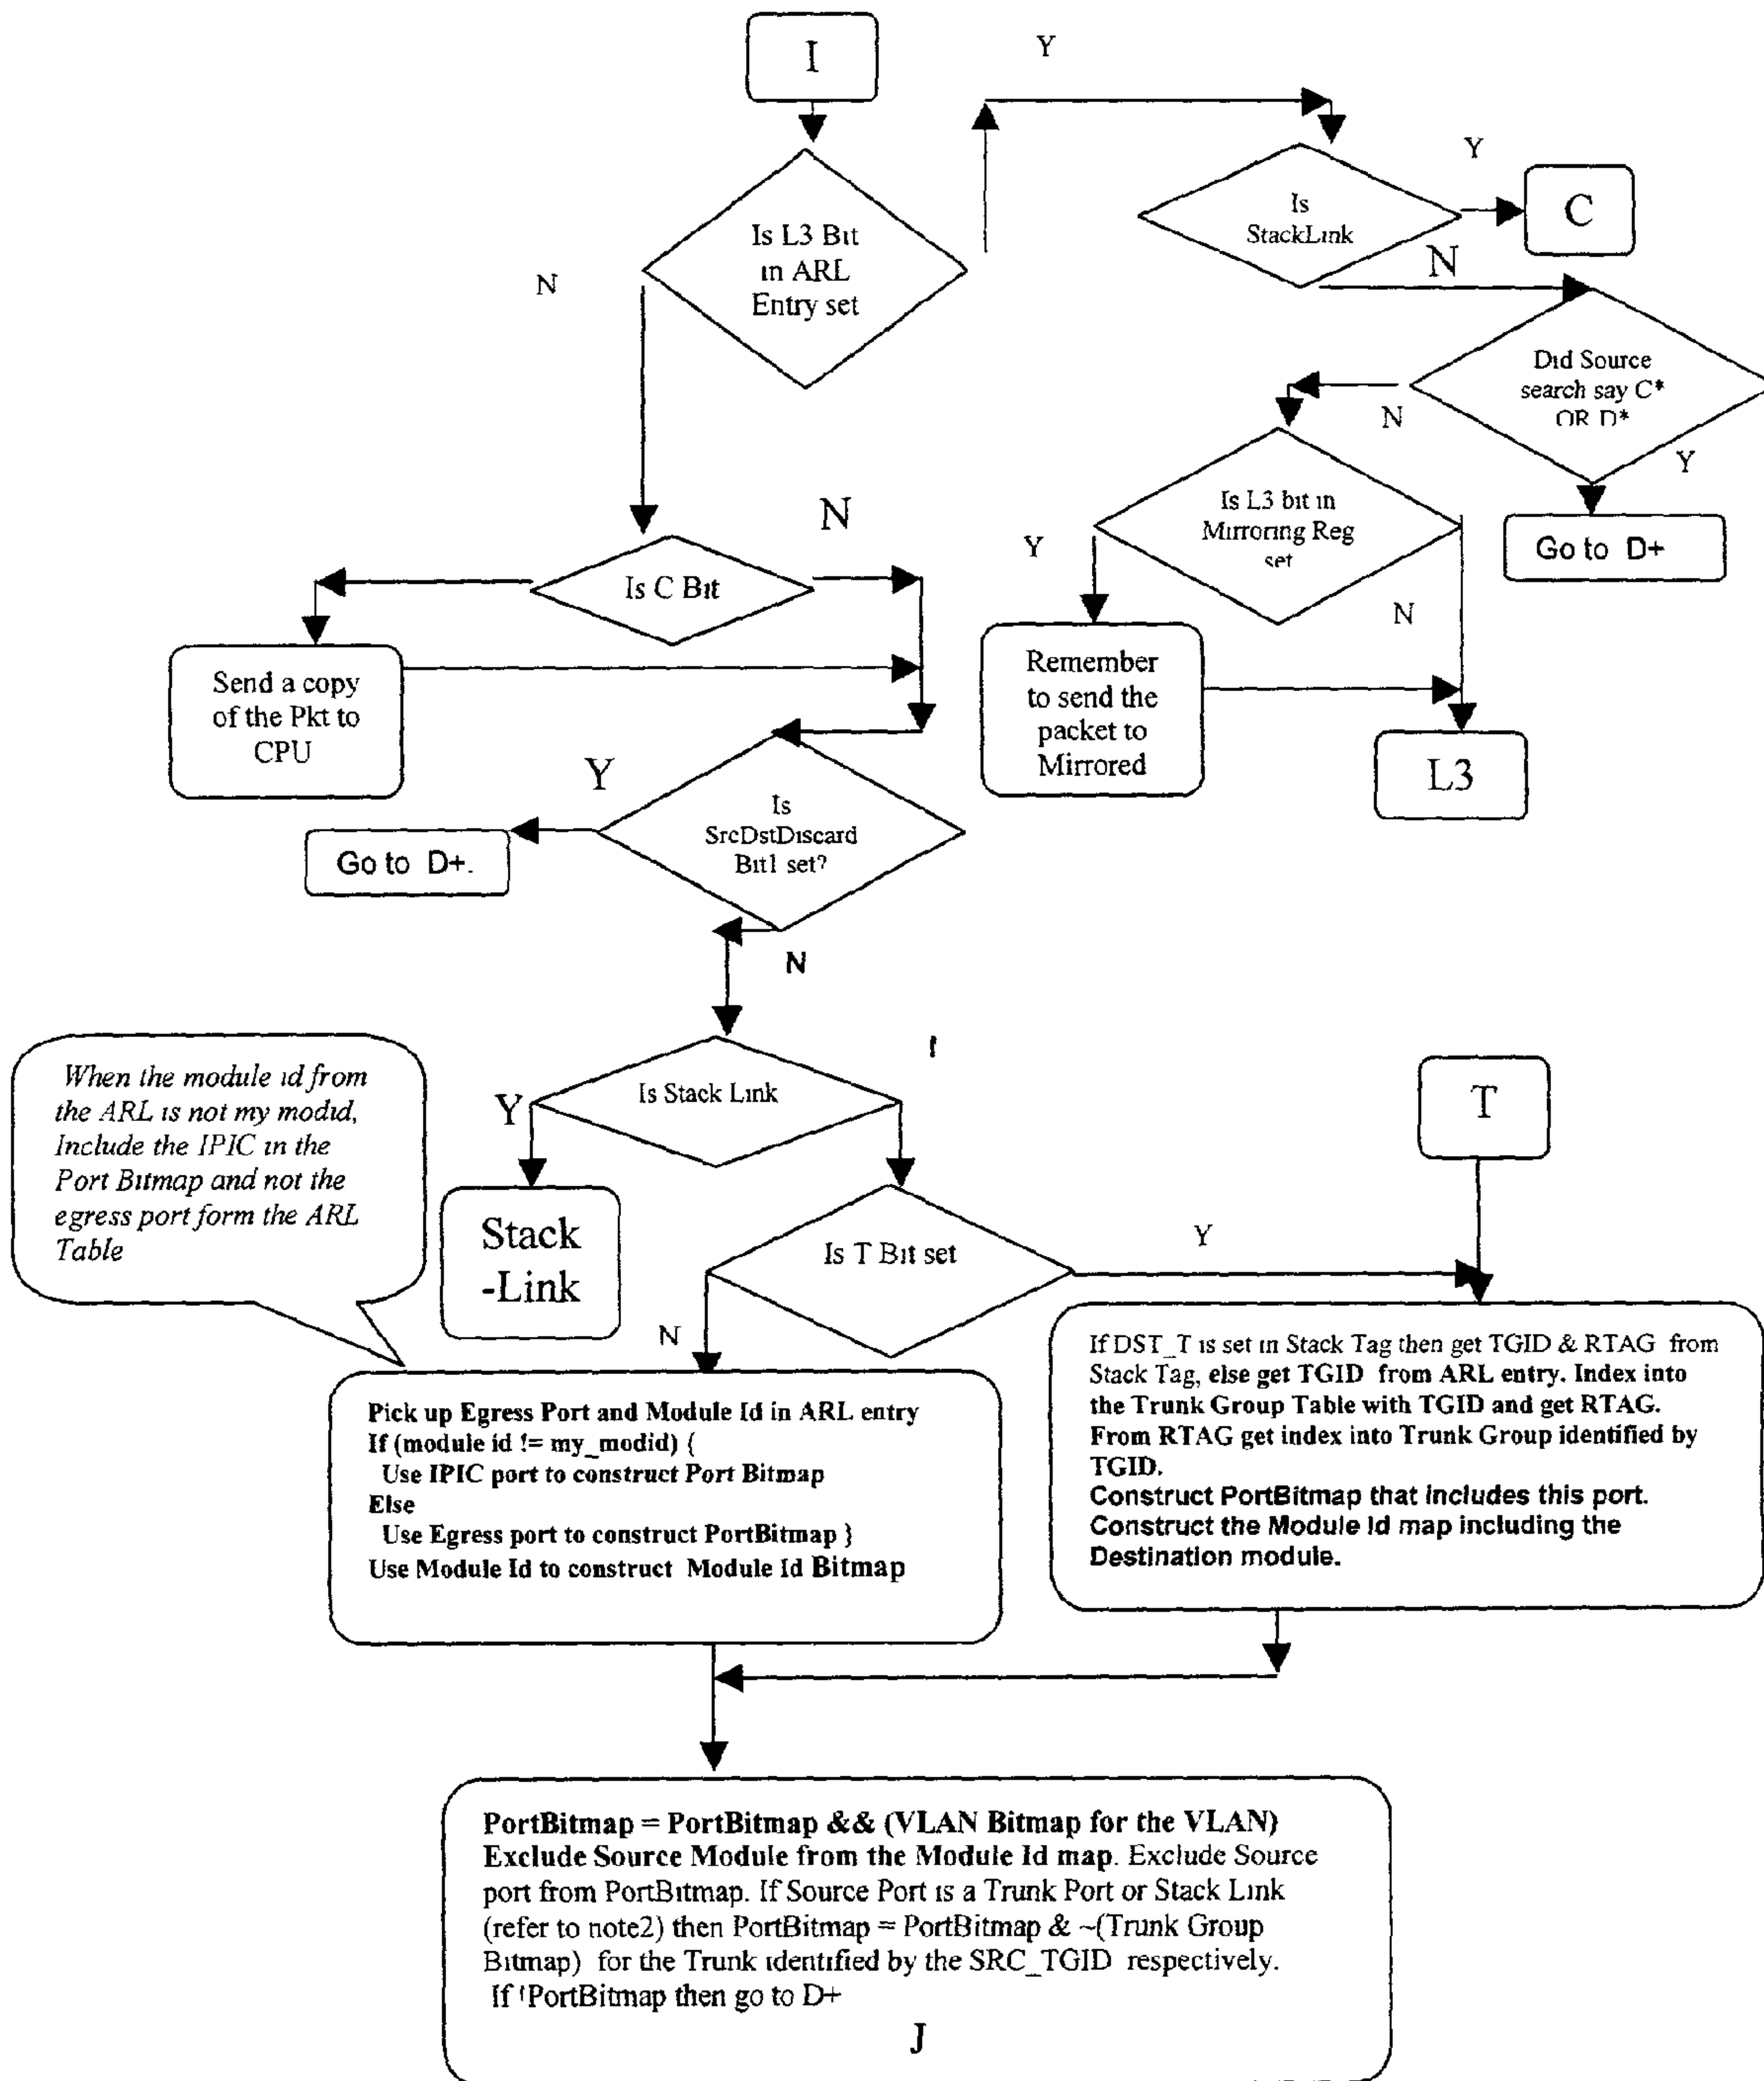 I
Y
Is L3 Bit
in ARL
Entry set
N
Is
StackLink
Y
C
N
Did Source
search say C*
OR D*
N
Y
Go to D+
Is L3 bit in
Mirroring Reg
set
Y
N
Remember
to send the
packet to
Mirrored
L3
Is C Bit
N
Send a copy
of the Pkt to
CPU
Y
Is
SrcDstDiscard
Bit1 set?
Go to D+.
N
When the module id from
the ARL is not my modid,
Include the IPIC in the
Port Bitmap and not the
egress port form the ARL
Table
Is Stack Link
Y
Stack
-Link
T
Is T Bit set
Y
N
Pick up Egress Port and Module Id in ARL entry
If (module id != my_modid) {
Use IPIC port to construct Port Bitmap
Else
Use Egress port to construct PortBitmap }
Use Module Id to construct Module Id Bitmap
If DST_T is set in Stack Tag then get TGID & RTAG from
Stack Tag, else get TGID from ARL entry. Index into
the Trunk Group Table with TGID and get RTAG.
From RTAG get index into Trunk Group identified by
TGID.
Construct PortBitmap that includes this port.
Construct the Module Id map including the
Destination module.
PortBitmap = PortBitmap && (VLAN Bitmap for the VLAN)
Exclude Source Module from the Module Id map. Exclude Source
port from PortBitmap. If Source Port is a Trunk Port or Stack Link
(refer to note2) then PortBitmap = PortBitmap & ~(Trunk Group
Bitmap) for the Trunk identified by the SRC_TGID respectively.
If !PortBitmap then go to D+
J